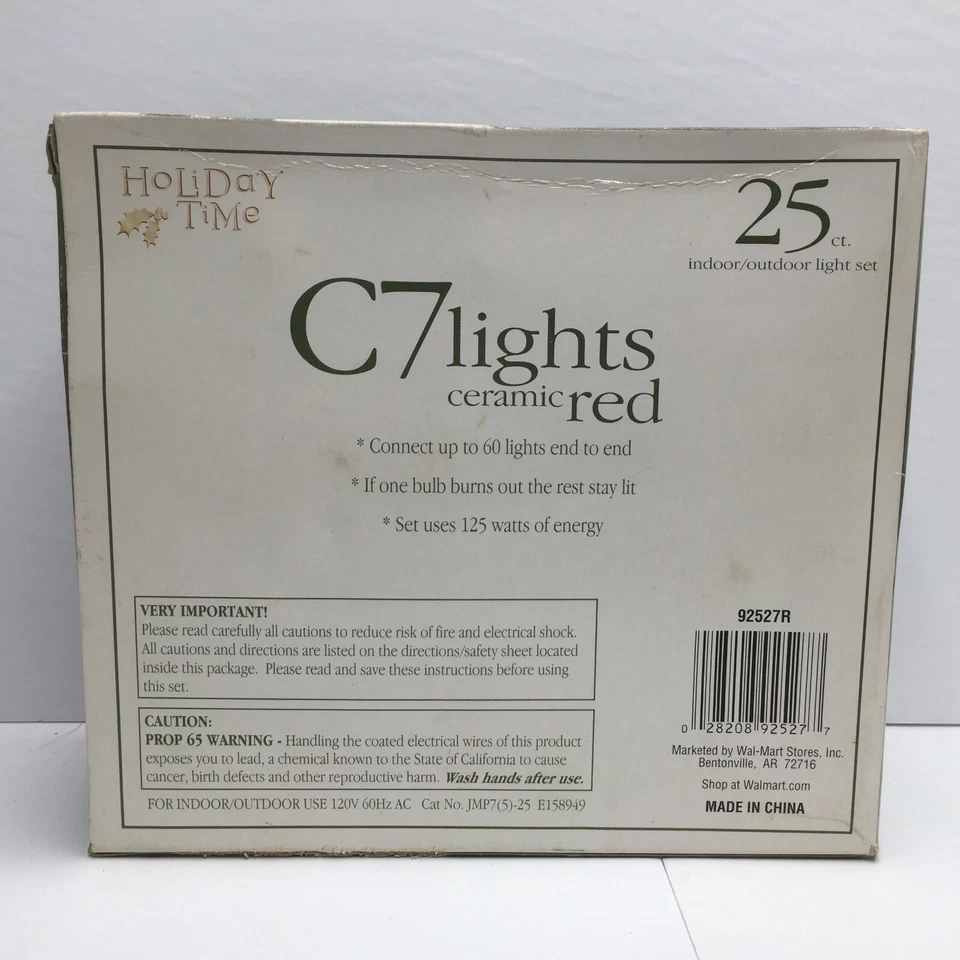 HOLiDaY
TiMe
25 ct.
indoor/outdoor light set
C7lights
ceramic red
* Connect up to 60 lights end to end
* If one bulb burns out the rest stay lit
* Set uses 125 watts of energy
VERY IMPORTANT!
Please read carefully all cautions to reduce risk of fire and electrical shock.
All cautions and directions are listed on the directions/safety sheet located
inside this package. Please read and save these instructions before using
this set.
CAUTION:
PROP 65 WARNING - Handling the coated electrical wires of this product
exposes you to lead, a chemical known to the State of California to cause
cancer, birth defects and other reproductive harm. Wash hands after use.
FOR INDOOR/OUTDOOR USE 120V 60Hz AC Cat No. JMP7(5)-25 E158949
92527R
0 28208 92527 7
Marketed by Wal-Mart Stores, Inc.
Bentonville, AR 72716
Shop at Walmart.com
MADE IN CHINA